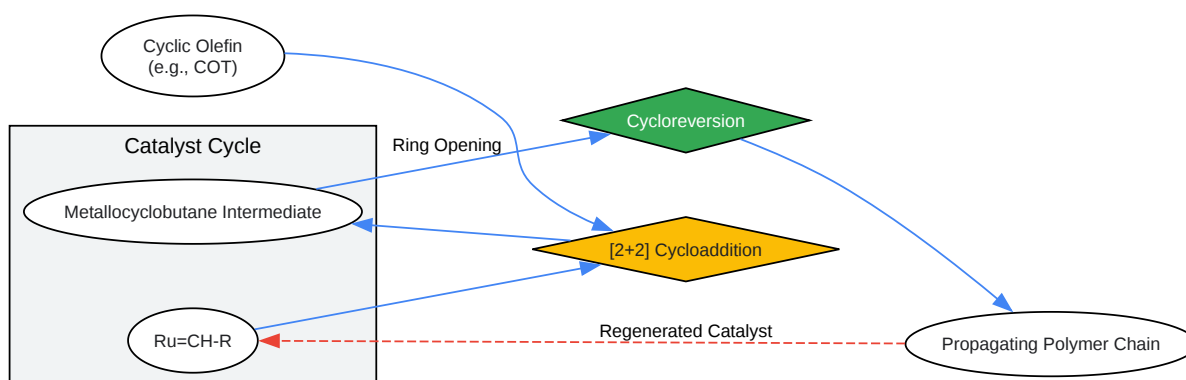 Cyclic Olefin
(e.g., COT)
Catalyst Cycle
Cycloreversion
Ring Opening
Metallocyclobutane Intermediate
[2+2] Cycloaddition
Regenerated Catalyst
Ru=CH-R
Propagating Polymer Chain